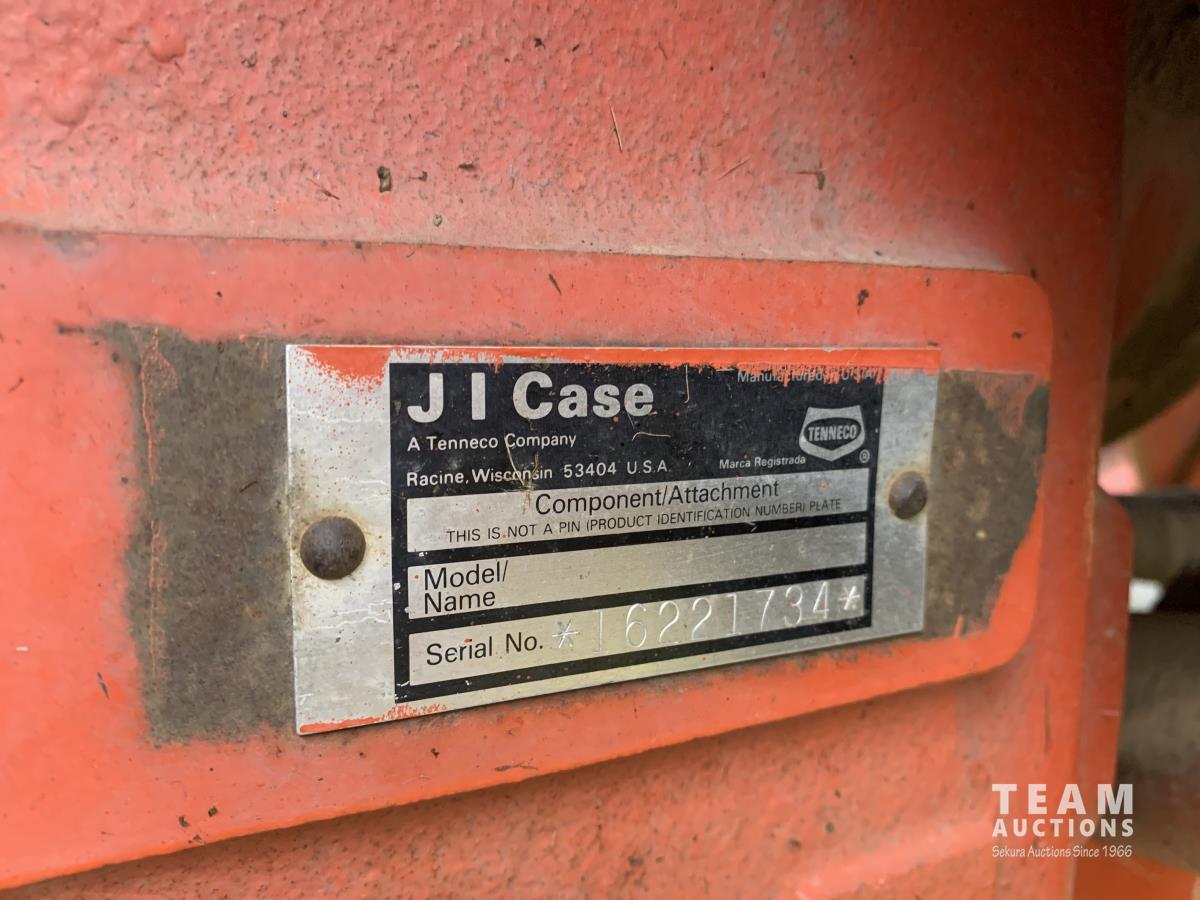 J I Case
A Tenneco Company
Racine, Wisconsin 53404 U.S.A.
TENNECO
®
Marca Registrada
Component/Attachment
THIS IS NOT A PIN (PRODUCT IDENTIFICATION NUMBER) PLATE
Model/
Name
Serial No. *16221734*
TEAM
AUCTIONS
Sekura Auctions Since 1966